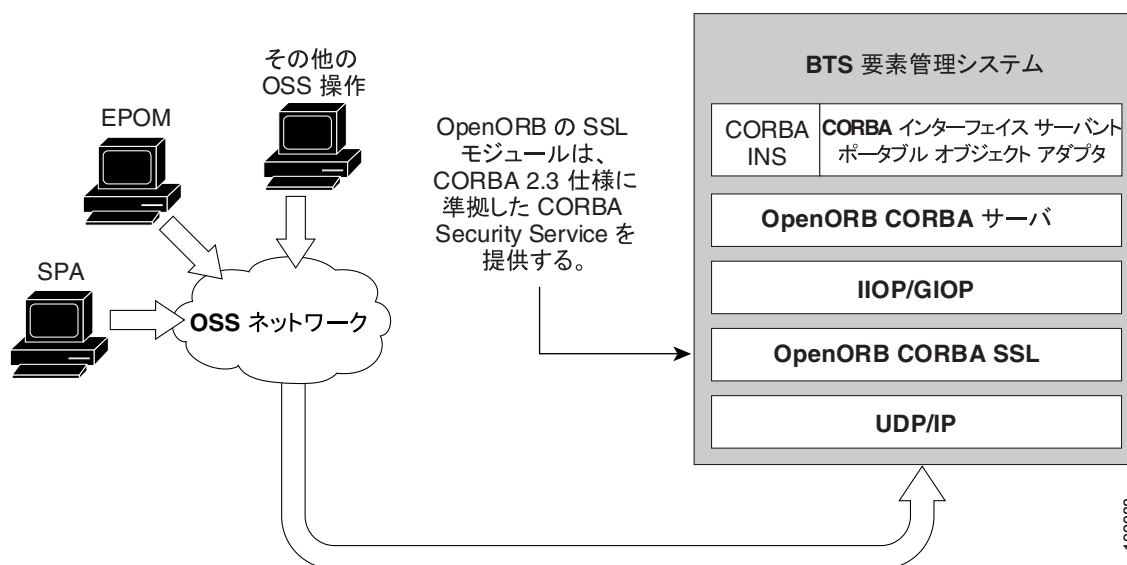 その他の
OSS 操作
EPOM
SPA
OSS ネットワーク
OpenORB の SSL
モジュールは、
CORBA 2.3 仕様に
準拠した CORBA
Security Service を
提供する。
BTS 要素管理システム
CORBA
INS
CORBA インターフェイス サーバント
ポータブル オブジェクト アダプタ
OpenORB CORBA サーバ
IIOP/GIOP
OpenORB CORBA SSL
UDP/IP